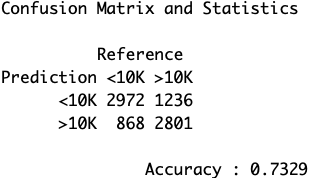 Confusion Matrix and Statistics
Reference
Prediction <10K >10K
<10K 2972 1236
>10K 868 2801
Accuracy : 0.7329